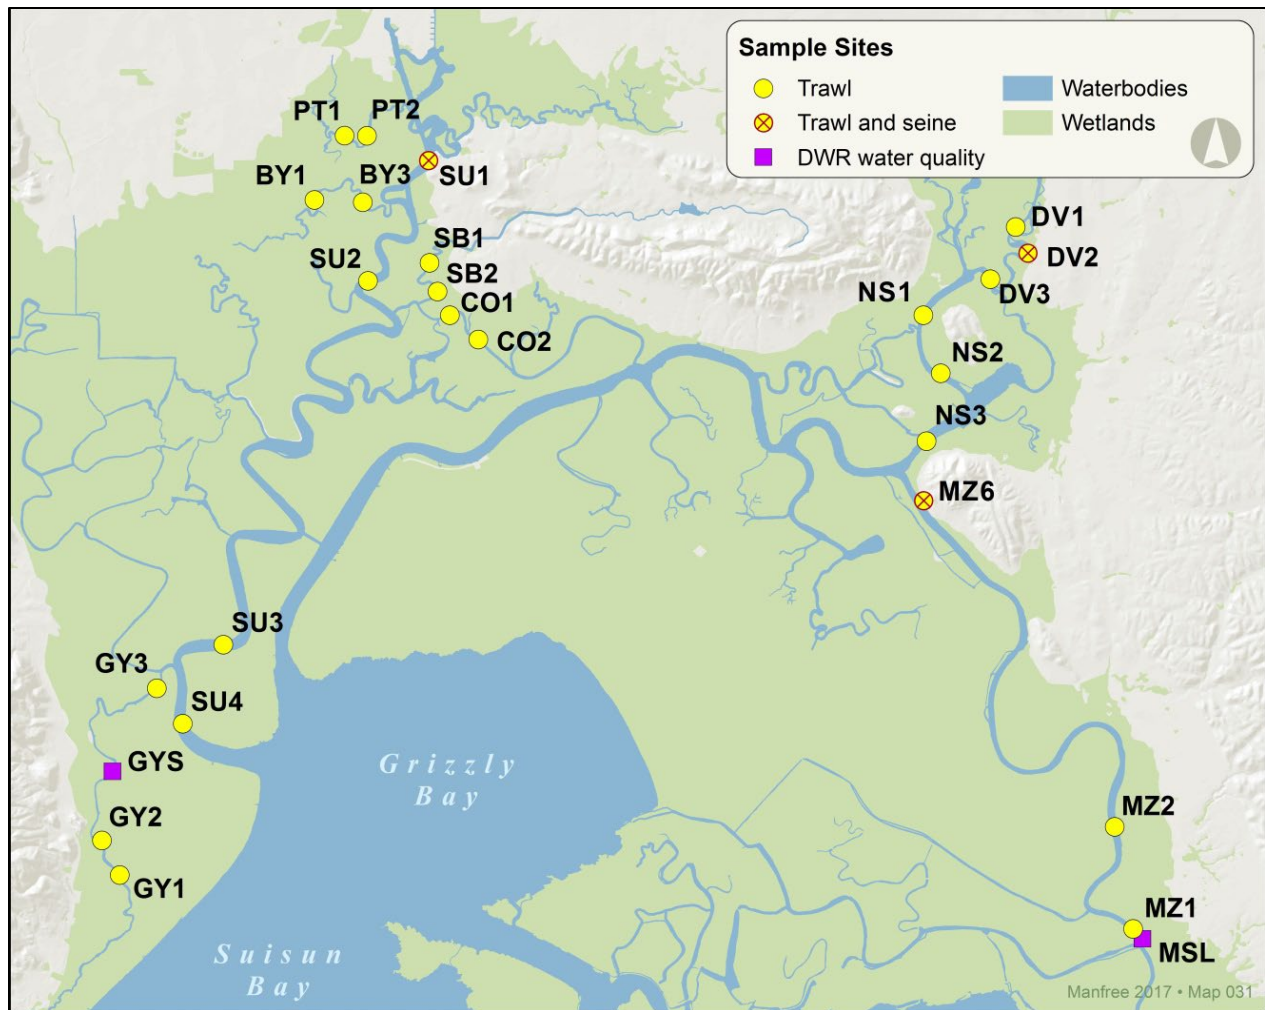 Sample Sites
Trawl
Trawl and seine
DWR water quality
Waterbodies
Wetlands
PT1
PT2
BY1
BY3
SU1
SB1
SU2
SB2
CO1
CO2
DV1
DV2
DV3
NS1
NS2
NS3
MZ6
SU3
GY3
SU4
GYS
GY2
GY1
Grizzly
Bay
MZ2
MZ1
MSL
Suisun
Bay
Manfree 2017 • Map 031